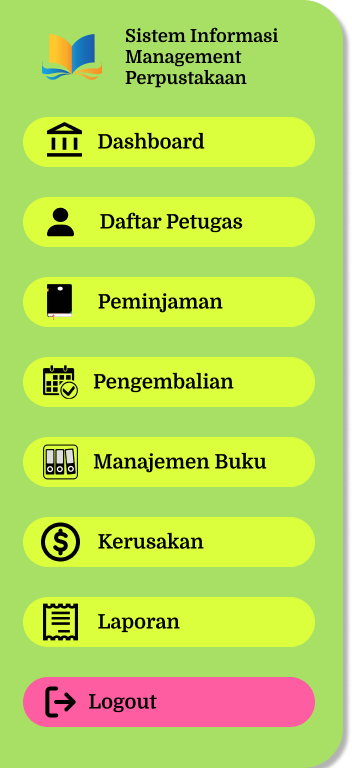 Sistem Informasi
Management
Perpustakaan
Dashboard
Daftar Petugas
Peminjaman
Pengembalian
Manajemen Buku
Kerusakan
Laporan
Logout